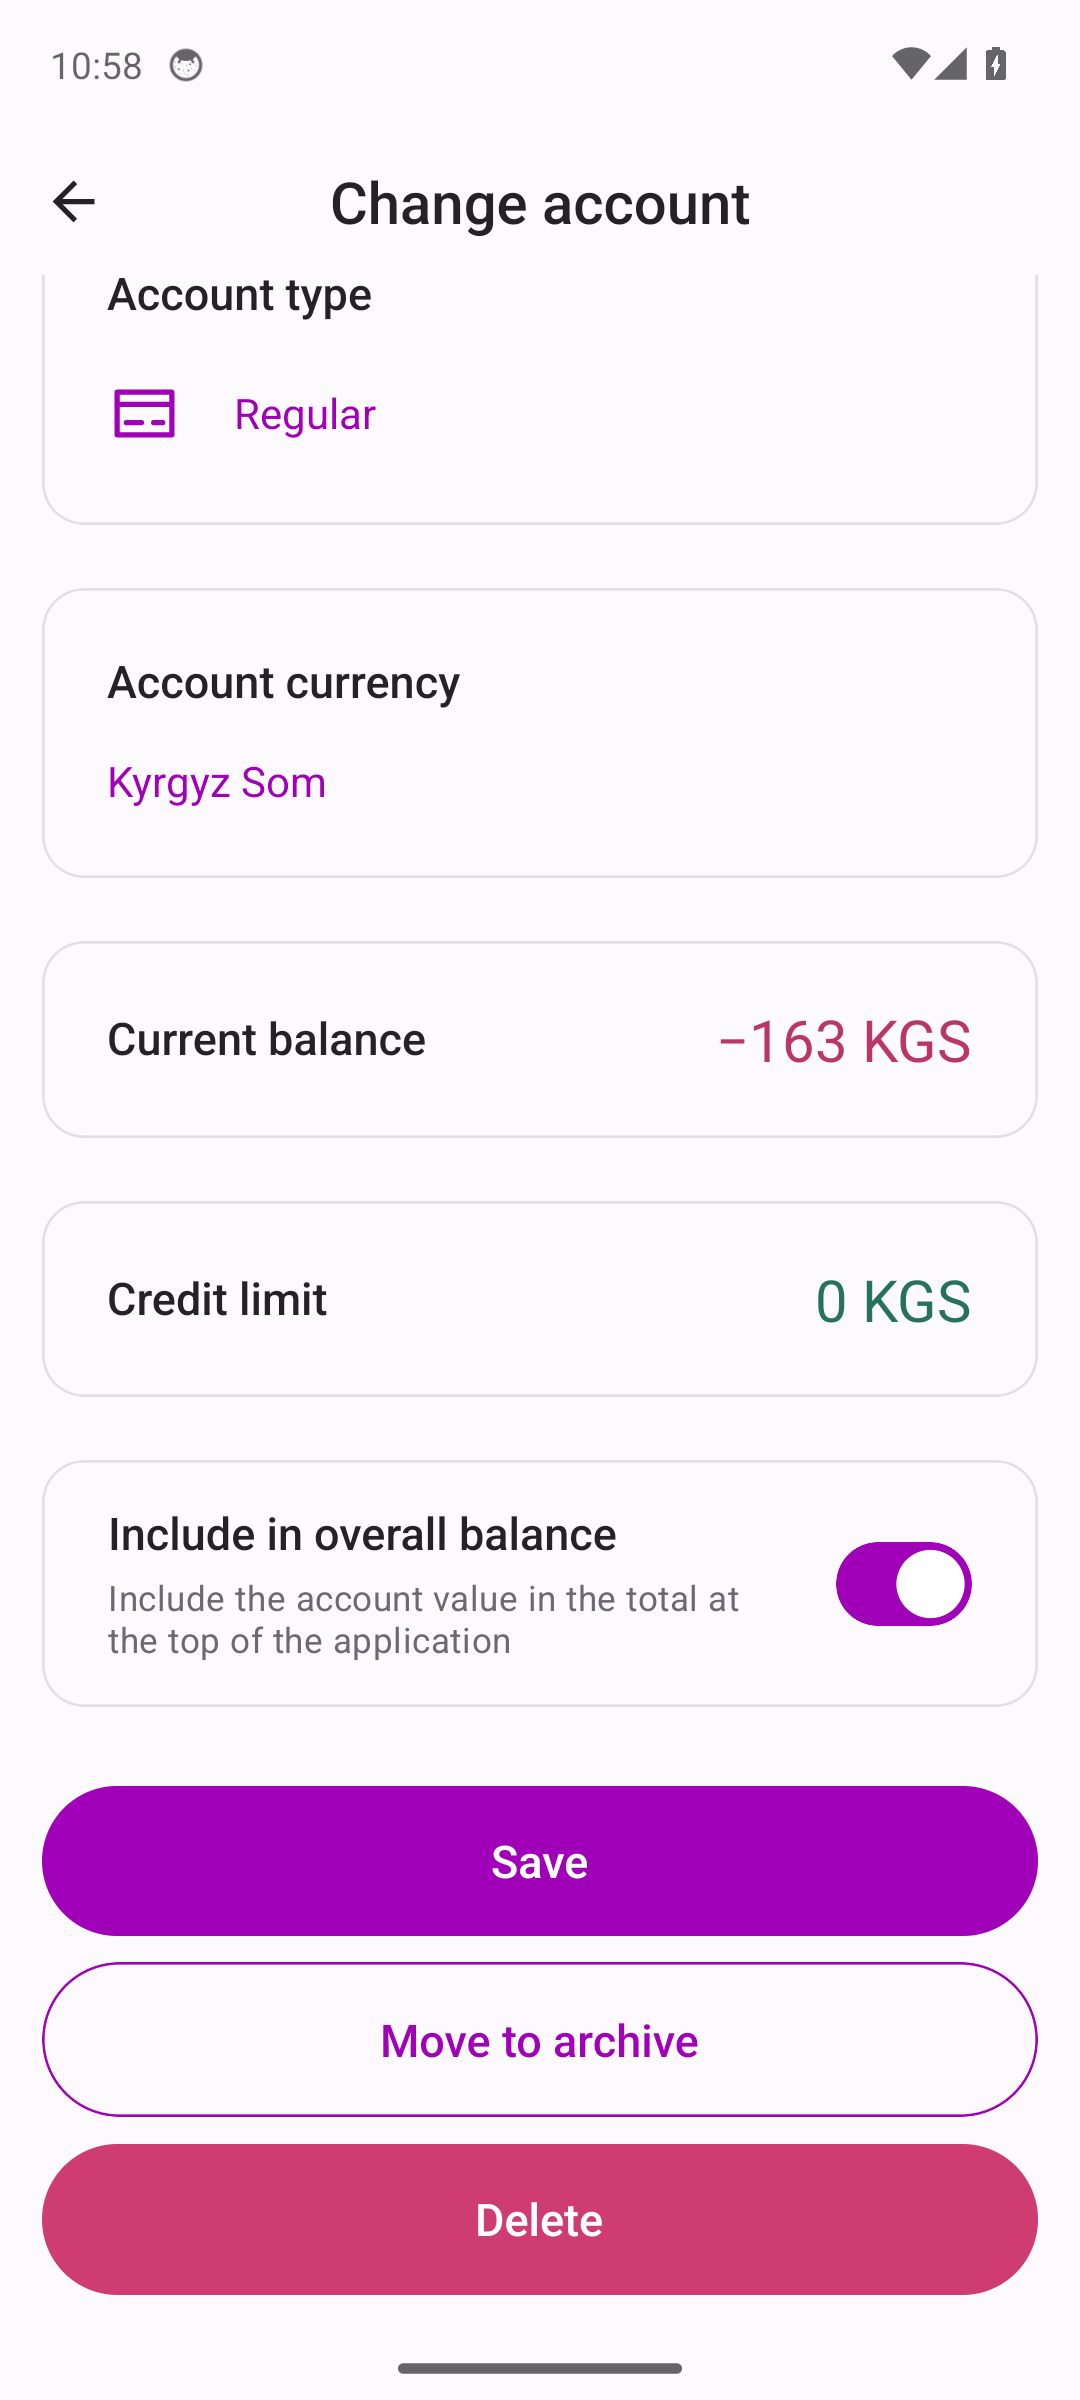 10:58
Change account
Account type
Regular
Account currency
Kyrgyz Som
Current balance
–163 KGS
Credit limit
0 KGS
Include in overall balance
Include the account value in the total at
the top of the application
Save
Move to archive
Delete